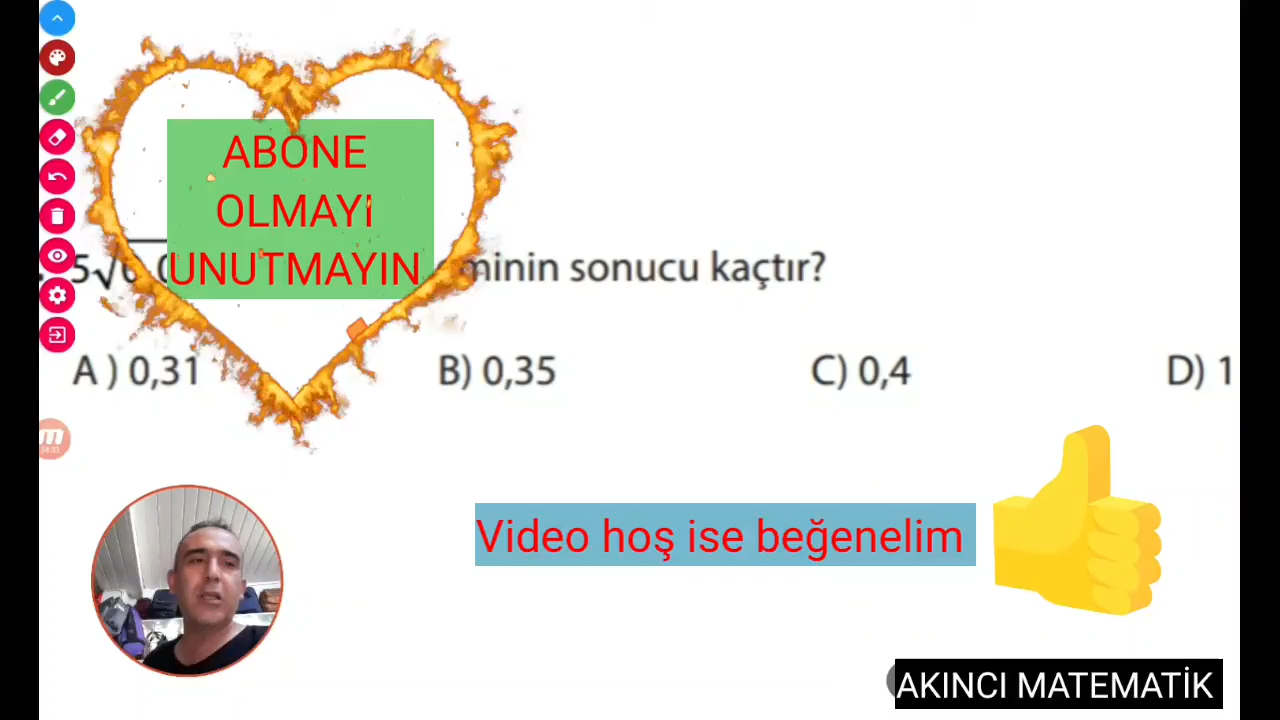 ABONE
OLMAYI
UNUTMAYIN
minin sonucu kaçtır?
A ) 0,31 B) 0,35 C) 0,4 D) 1
Video hoş ise beğenelim
AKINCI MATEMATİK